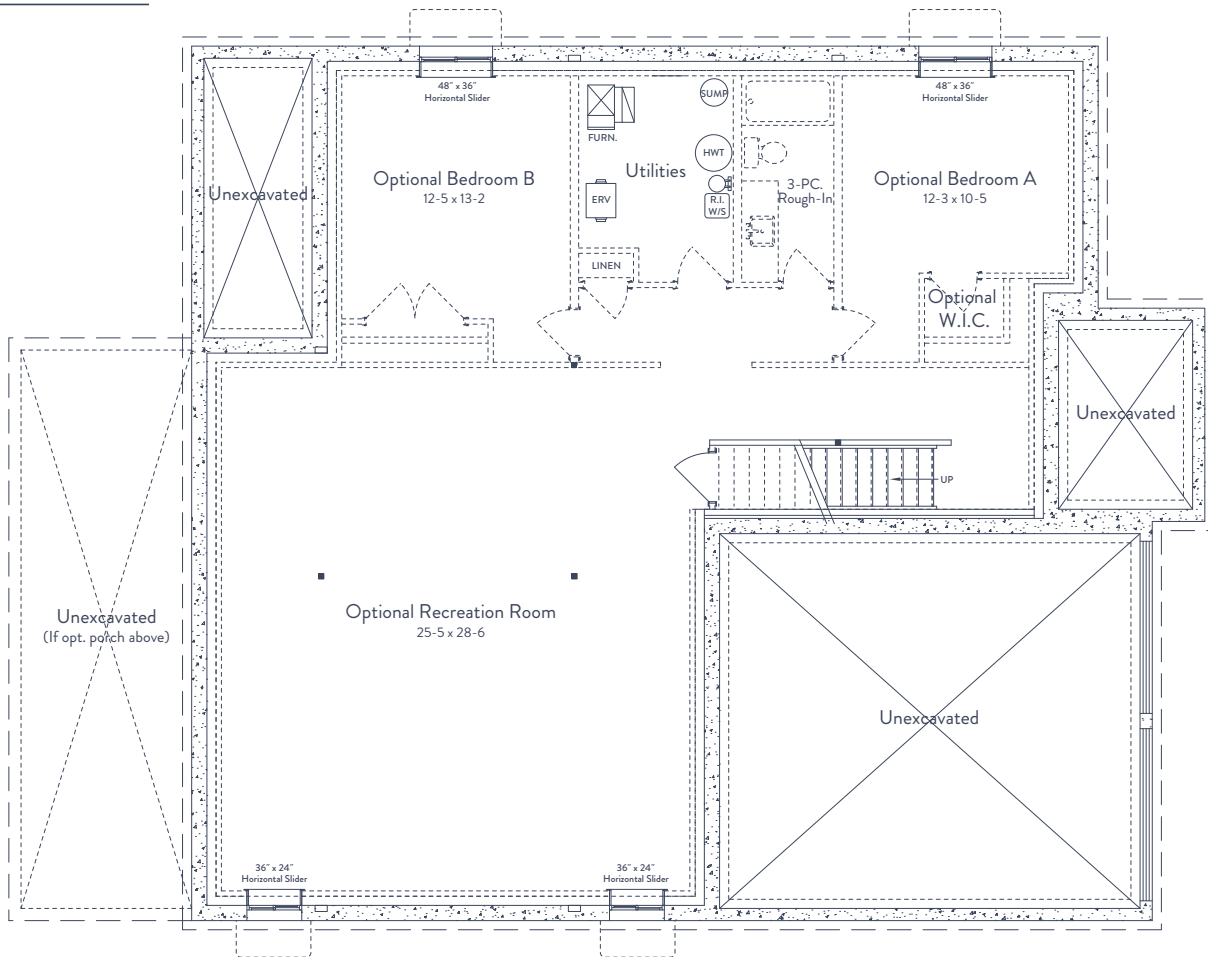 48" x 36"
Horizontal Slider
48" x 36"
Horizontal Slider
SUMP
FURN.
HWT
Utilities
Optional Bedroom B
12-5 x 13-2
Optional Bedroom A
12-3 x 10-5
3-PC.
Rough-In
Unexcavated
ERV
R.I.
W/S
LINEN
Optional
W.I.C.
Unexcavated
UP
Optional Recreation Room
25-5 x 28-6
Unexcavated
(If opt. porch above)
Unexcavated
36" x 24"
Horizontal Slider
36" x 24"
Horizontal Slider